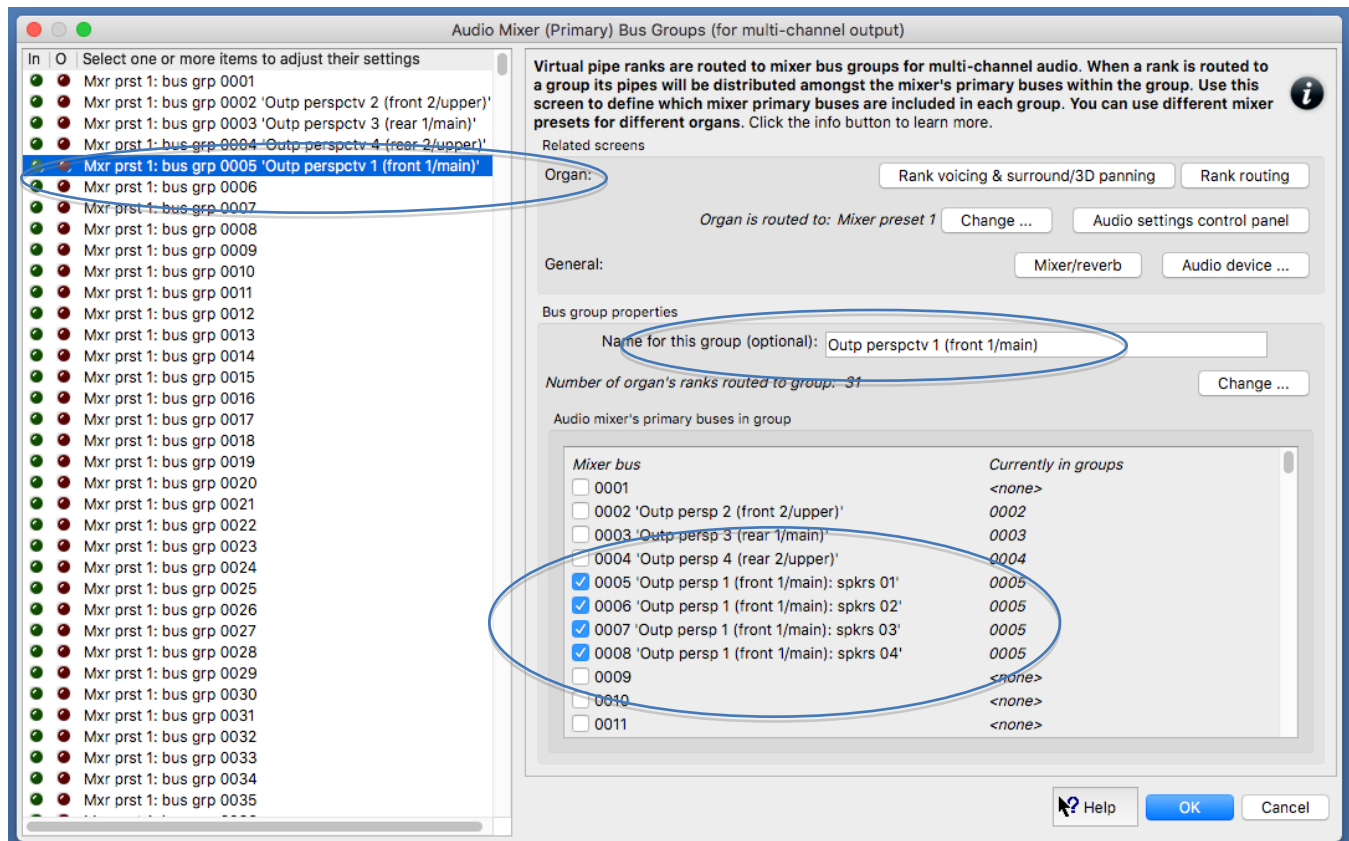 Audio Mixer (Primary) Bus Groups (for multi-channel output)
In O Select one or more items to adjust their settings
Mxr prst 1: bus grp 0001
Mxr prst 1: bus grp 0002 'Outp perspctv 2 (front 2/upper)'
Mxr prst 1: bus grp 0003 'Outp perspctv 3 (rear 1/main)'
Mxr prst 1: bus grp 0004 'Outp perspctv 4 (rear 2/upper)'
Mxr prst 1: bus grp 0005 'Outp perspctv 1 (front 1/main)'
Mxr prst 1: bus grp 0006
Mxr prst 1: bus grp 0007
Mxr prst 1: bus grp 0008
Mxr prst 1: bus grp 0009
Mxr prst 1: bus grp 0010
Mxr prst 1: bus grp 0011
Mxr prst 1: bus grp 0012
Mxr prst 1: bus grp 0013
Mxr prst 1: bus grp 0014
Mxr prst 1: bus grp 0015
Mxr prst 1: bus grp 0016
Mxr prst 1: bus grp 0017
Mxr prst 1: bus grp 0018
Mxr prst 1: bus grp 0019
Mxr prst 1: bus grp 0020
Mxr prst 1: bus grp 0021
Mxr prst 1: bus grp 0022
Mxr prst 1: bus grp 0023
Mxr prst 1: bus grp 0024
Mxr prst 1: bus grp 0025
Mxr prst 1: bus grp 0026
Mxr prst 1: bus grp 0027
Mxr prst 1: bus grp 0028
Mxr prst 1: bus grp 0029
Mxr prst 1: bus grp 0030
Mxr prst 1: bus grp 0031
Mxr prst 1: bus grp 0032
Mxr prst 1: bus grp 0033
Mxr prst 1: bus grp 0034
Mxr prst 1: bus grp 0035
Virtual pipe ranks are routed to mixer bus groups for multi-channel audio. When a rank is routed to
a group its pipes will be distributed amongst the mixer's primary buses within the group. Use this
screen to define which mixer primary buses are included in each group. You can use different mixer
presets for different organs. Click the info button to learn more.
Related screens
Organ: Rank voicing & surround/3D panning Rank routing
Organ is routed to: Mixer preset 1 Change ... Audio settings control panel
General: Mixer/reverb Audio device ...
Bus group properties
Name for this group (optional): Outp perspctv 1 (front 1/main)
Number of organ's ranks routed to group: 31 Change ...
Audio mixer's primary buses in group
Mixer bus Currently in groups
0001 <none>
0002 'Outp persp 2 (front 2/upper)' 0002
0003 'Outp persp 3 (rear 1/main)' 0003
0004 'Outp persp 4 (rear 2/upper)' 0004
0005 'Outp persp 1 (front 1/main): spkrs 01' 0005
0006 'Outp persp 1 (front 1/main): spkrs 02' 0005
0007 'Outp persp 1 (front 1/main): spkrs 03' 0005
0008 'Outp persp 1 (front 1/main): spkrs 04' 0005
0009 <none>
0010 <none>
0011 <none>
Help OK Cancel